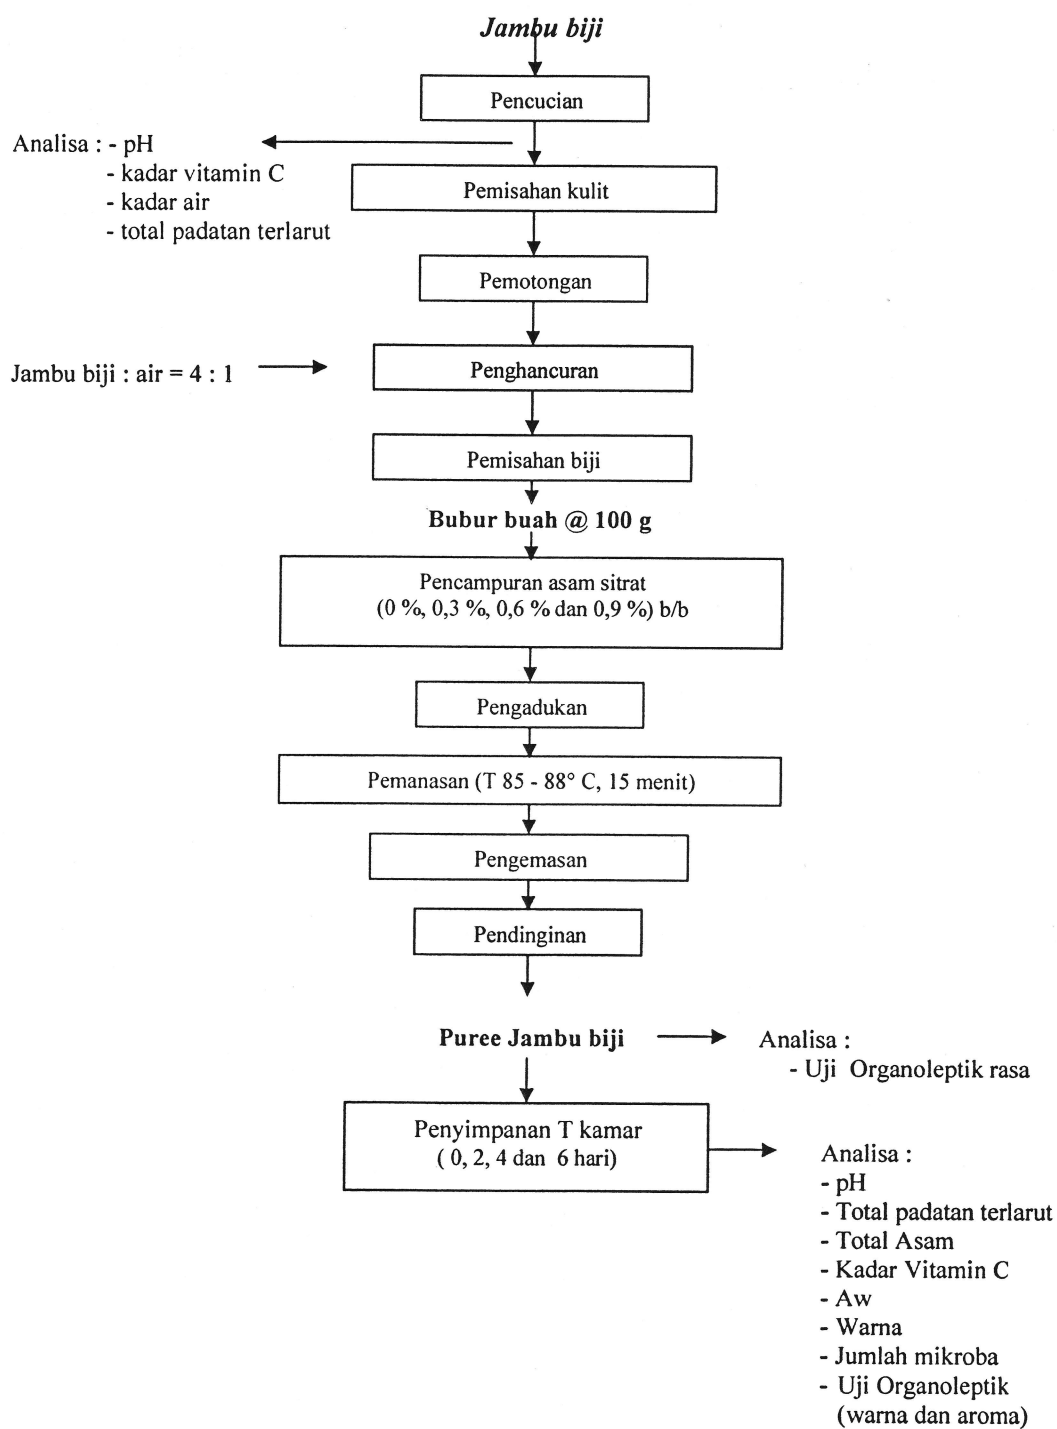 Jambu biji
Pencucian
Analisa : - pH
- kadar vitamin C
- kadar air
- total padatan terlarut
Pemisahan kulit
Pemotongan
Jambu biji : air = 4 : 1
Penghancuran
Pemisahan biji
Bubur buah @ 100 g
Pencampuran asam sitrat
(0 %, 0,3 %, 0,6 % dan 0,9 %) b/b
Pengadukan
Pemanasan (T 85 - 88° C, 15 menit)
Pengemasan
Pendinginan
Puree Jambu biji
Analisa :
- Uji Organoleptik rasa
Penyimpanan T kamar
( 0, 2, 4 dan 6 hari)
Analisa :
- pH
- Total padatan terlarut
- Total Asam
- Kadar Vitamin C
- Aw
- Warna
- Jumlah mikroba
- Uji Organoleptik
(warna dan aroma)